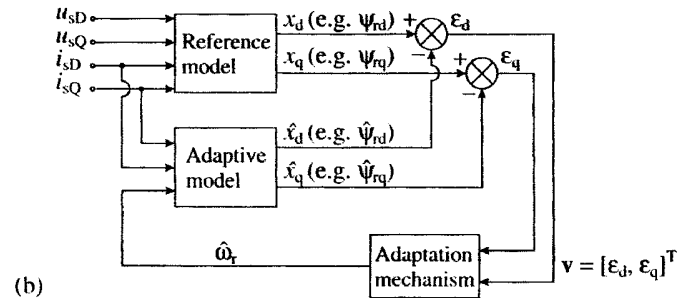 u_sD
u_sQ
i_sD
i_sQ
Reference
model
x_d (e.g. ψ_rd)
+
ε_d
x_q (e.g. ψ_rq)
−
+
ε_q
−
Adaptive
model
x̂_d (e.g. ψ̂_rd)
x̂_q (e.g. ψ̂_rq)
ω̂_r
Adaptation
mechanism
v = [ε_d, ε_q]^T
(b)